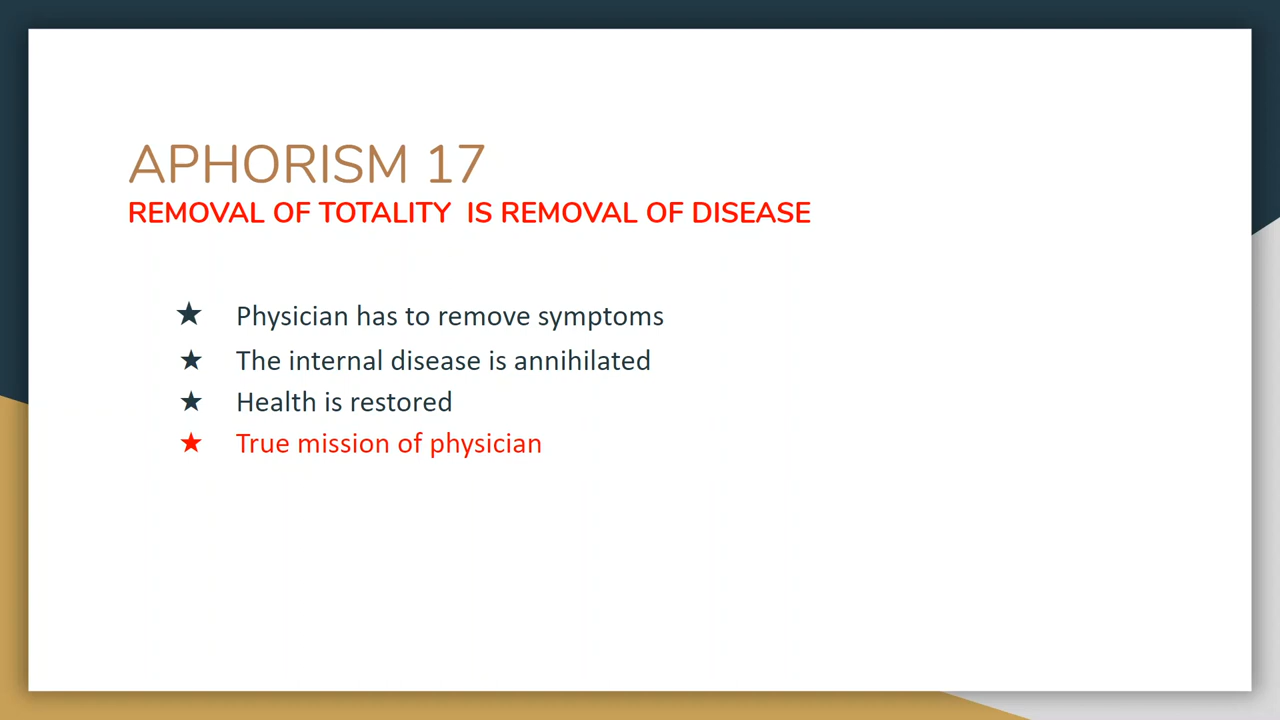 APHORISM 17
REMOVAL OF TOTALITY  IS REMOVAL OF DISEASE
★ Physician has to remove symptoms
★ The internal disease is annihilated
★ Health is restored
★ True mission of physician